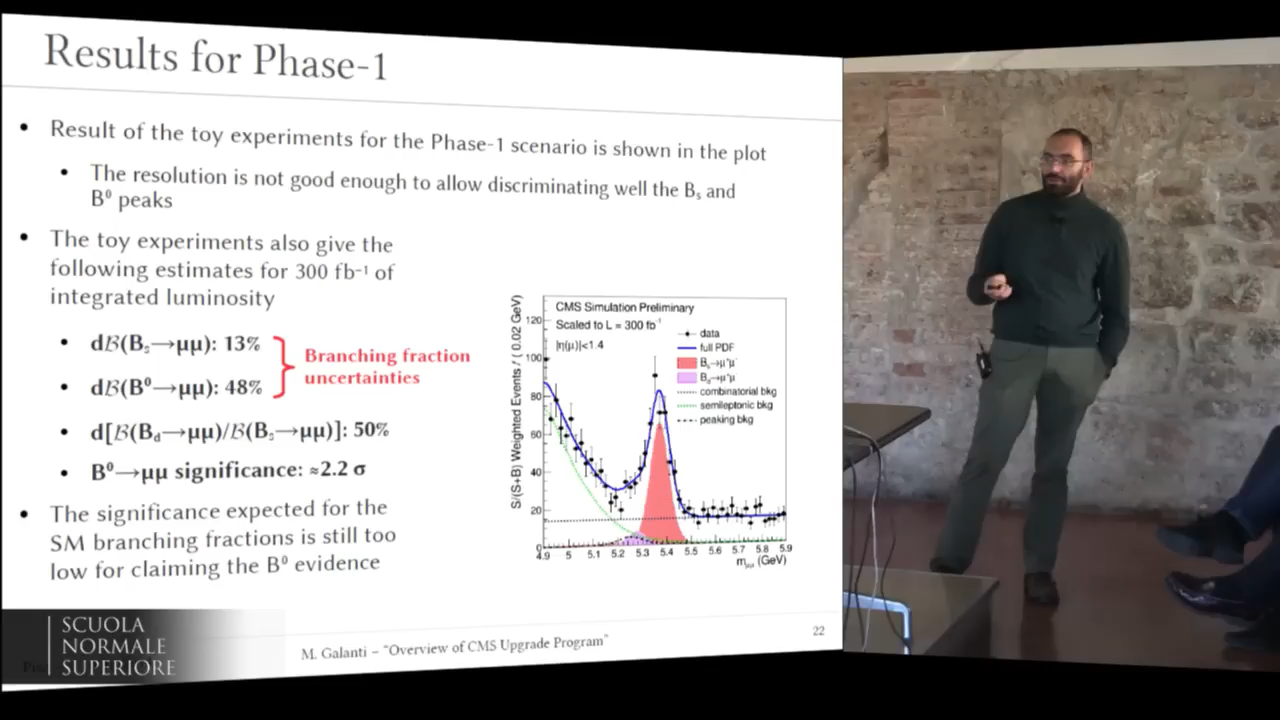 Results for Phase-1
• Result of the toy experiments for the Phase-1 scenario is shown in the plot
• The resolution is not good enough to allow discriminating well the Bs and
B⁰ peaks
• The toy experiments also give the
following estimates for 300 fb⁻¹ of
integrated luminosity
• dℬ(Bs→μμ): 13%
• dℬ(B⁰→μμ): 48%
Branching fraction
uncertainties
• d[ℬ(Bd→μμ)/ℬ(Bs→μμ)]: 50%
• B⁰→μμ significance: ≈2.2 σ
• The significance expected for the
SM branching fractions is still too
low for claiming the B⁰ evidence
CMS Simulation Preliminary
Scaled to L = 300 fb⁻¹
|η(μ)|<1.4
data
full PDF
Bs→μ⁺μ⁻
Bd→μ⁺μ⁻
combinatorial bkg
semileptonic bkg
peaking bkg
S/(S+B) Weighted Events / ( 0.02 GeV)
120
100
80
60
40
20
0
4.9 5 5.1 5.2 5.3 5.4 5.5 5.6 5.7 5.8 5.9
mμμ (GeV)
SCUOLA
NORMALE
SUPERIORE
M. Galanti – "Overview of CMS Upgrade Program"
22